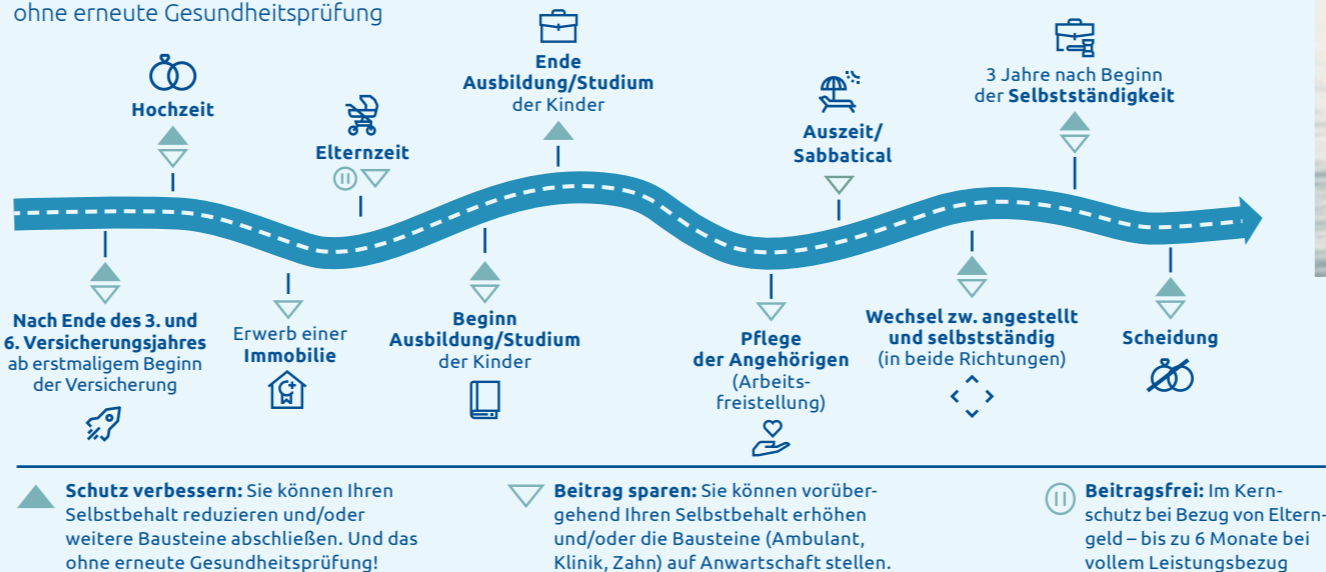 ohne erneute Gesundheitsprüfung
Hochzeit
Elternzeit
Ende
Ausbildung/Studium
der Kinder
Auszeit/
Sabbatical
3 Jahre nach Beginn
der Selbstständigkeit
Nach Ende des 3. und
6. Versicherungsjahres
ab erstmaligem Beginn
der Versicherung
Erwerb einer
Immobilie
Beginn
Ausbildung/Studium
der Kinder
Pflege
der Angehörigen
(Arbeits-
freistellung)
Wechsel zw. angestellt
und selbstständig
(in beide Richtungen)
Scheidung
Schutz verbessern: Sie können Ihren
Selbstbehalt reduzieren und/oder
weitere Bausteine abschließen. Und das
ohne erneute Gesundheitsprüfung!
Beitrag sparen: Sie können vorüber-
gehend Ihren Selbstbehalt erhöhen
und/oder die Bausteine (Ambulant,
Klinik, Zahn) auf Anwartschaft stellen.
Beitragsfrei: Im Kern-
schutz bei Bezug von Eltern-
geld – bis zu 6 Monate bei
vollem Leistungsbezug